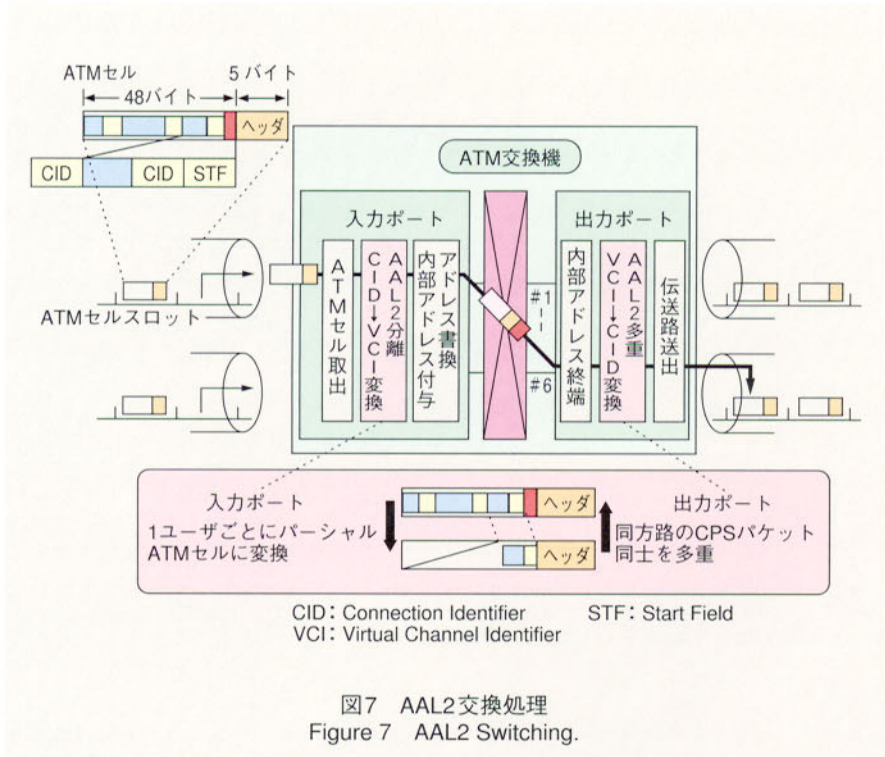 ATMセル
5バイト
48バイト
ヘッダ
CID
CID
STF
ATM交換機
入力ポート
出力ポート
ATMセル取出
AAL2分離
CID→VCI変換
アドレス書換
内部アドレス付与
#1
#6
内部アドレス終端
AAL2多重
VCI→CID変換
伝送路送出
ATMセルスロット
入力ポート
1ユーザごとにパーシャル
ATMセルに変換
ヘッダ
ヘッダ
出力ポート
同方路のCPSパケット
同士を多重
CID：Connection Identifier
STF：Start Field
VCI：Virtual Channel Identifier
図7 AAL2交換処理
Figure 7 AAL2 Switching.